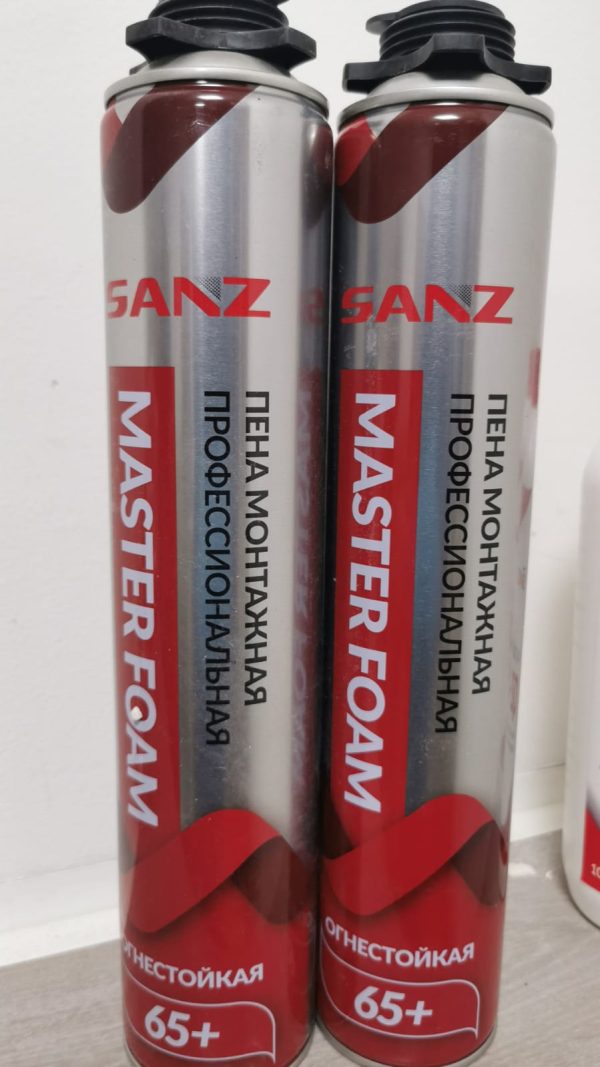 SANZ
MASTER FOAM
ПЕНА МОНТАЖНАЯ
ПРОФЕССИОНАЛЬНАЯ
ОГНЕСТОЙКАЯ
65+
SANZ
MASTER FOAM
ПЕНА МОНТАЖНАЯ
ПРОФЕССИОНАЛЬНАЯ
ОГНЕСТОЙКАЯ
65+